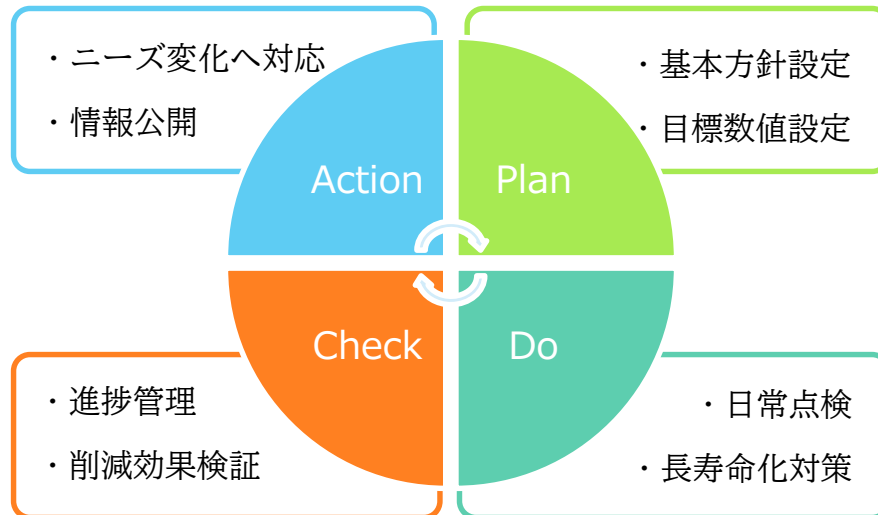 ・ニーズ変化へ対応
・情報公開
・基本方針設定
・目標数値設定
Action
Plan
Check
Do
・進捗管理
・削減効果検証
・日常点検
・長寿命化対策